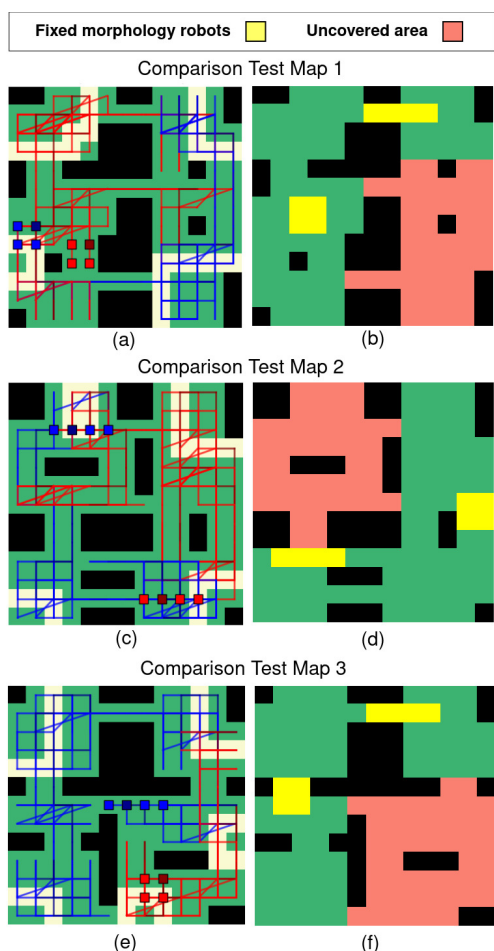 Fixed morphology robots Uncovered area
Comparison Test Map 1
(a) (b)
Comparison Test Map 2
(c) (d)
Comparison Test Map 3
(e) (f)